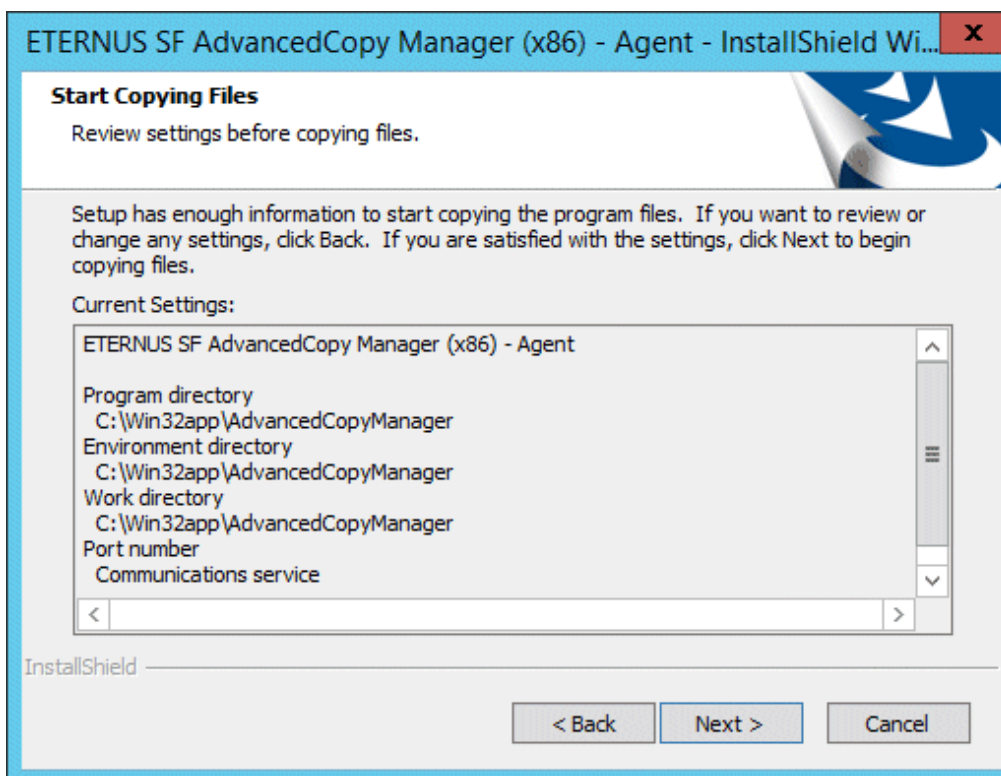 ETERNUS SF AdvancedCopy Manager (x86) - Agent - InstallShield Wi...
x
Start Copying Files
Review settings before copying files.
Setup has enough information to start copying the program files. If you want to review or
change any settings, click Back. If you are satisfied with the settings, click Next to begin
copying files.
Current Settings:
ETERNUS SF AdvancedCopy Manager (x86) - Agent
Program directory
C:\Win32app\AdvancedCopyManager
Environment directory
C:\Win32app\AdvancedCopyManager
Work directory
C:\Win32app\AdvancedCopyManager
Port number
Communications service
InstallShield
< Back
Next >
Cancel